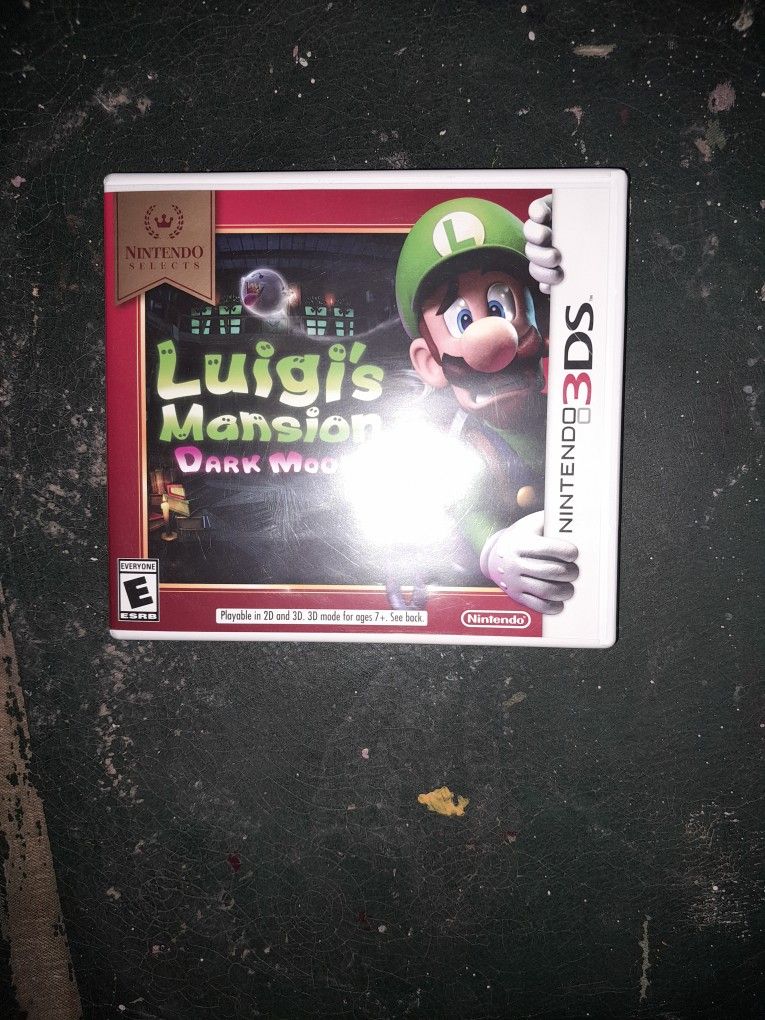 NINTENDO
SELECTS
L
Luigi's
Mansion
DARK MOO
NINTENDO 3DS™
EVERYONE
E
ESRB
Playable in 2D and 3D. 3D mode for ages 7+. See back.
Nintendo